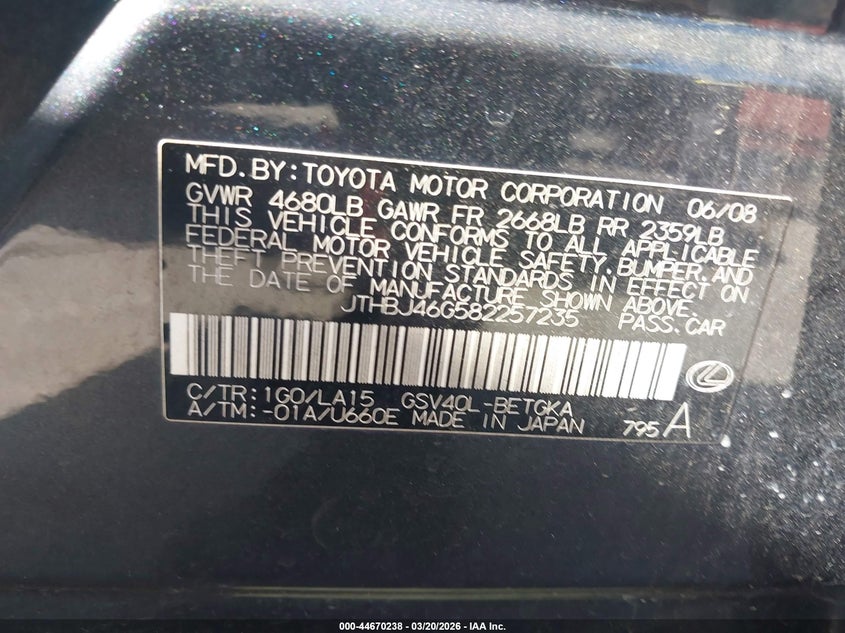 MFD.BY:TOYOTA MOTOR CORPORATION 06/08
GVWR 4680LB GAWR FR 2668LB RR 2359LB
THIS VEHICLE CONFORMS TO ALL APPLICABLE
FEDERAL MOTOR VEHICLE SAFETY,BUMPER,AND
THEFT PREVENTION STANDARDS IN EFFECT ON
THE DATE OF MANUFACTURE SHOWN ABOVE.
JTHBJ46G582257235 PASS.CAR
C/TR:1G0/LA15 GSV40L-BETGKA
A/TM:-01A/U660E MADE IN JAPAN 795 A
000-44670238 - 03/20/2026 - IAA Inc.